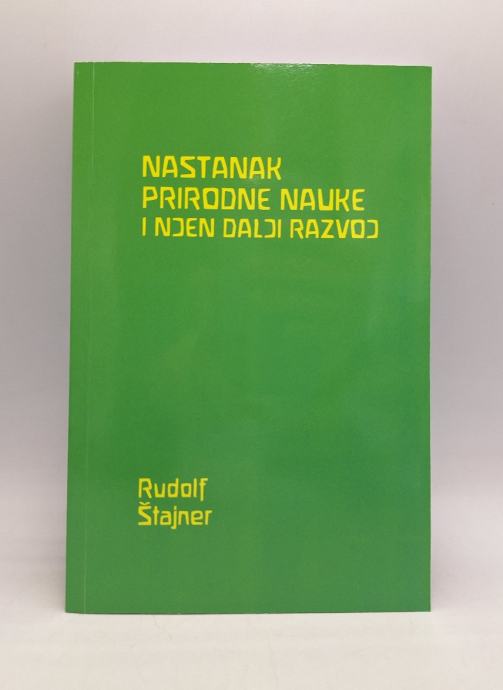 NASTANAK
PRIRODNE NAUKE
I NJEN DALJI RAZVOJ
Rudolf
Štajner